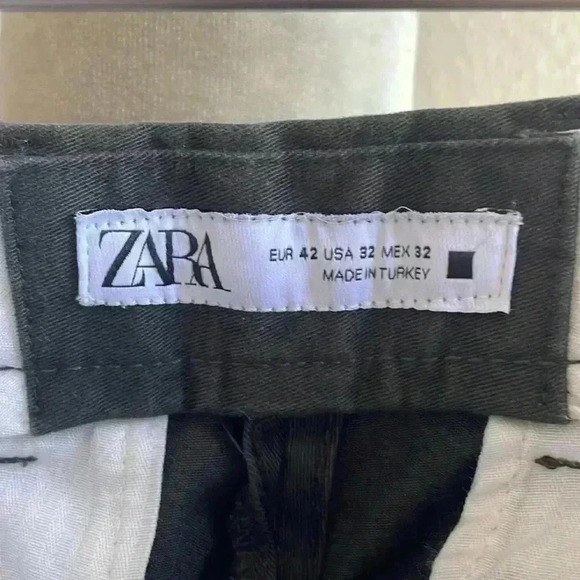 ZARA
EUR 42 USA 32 MEX 32
MADE IN TURKEY